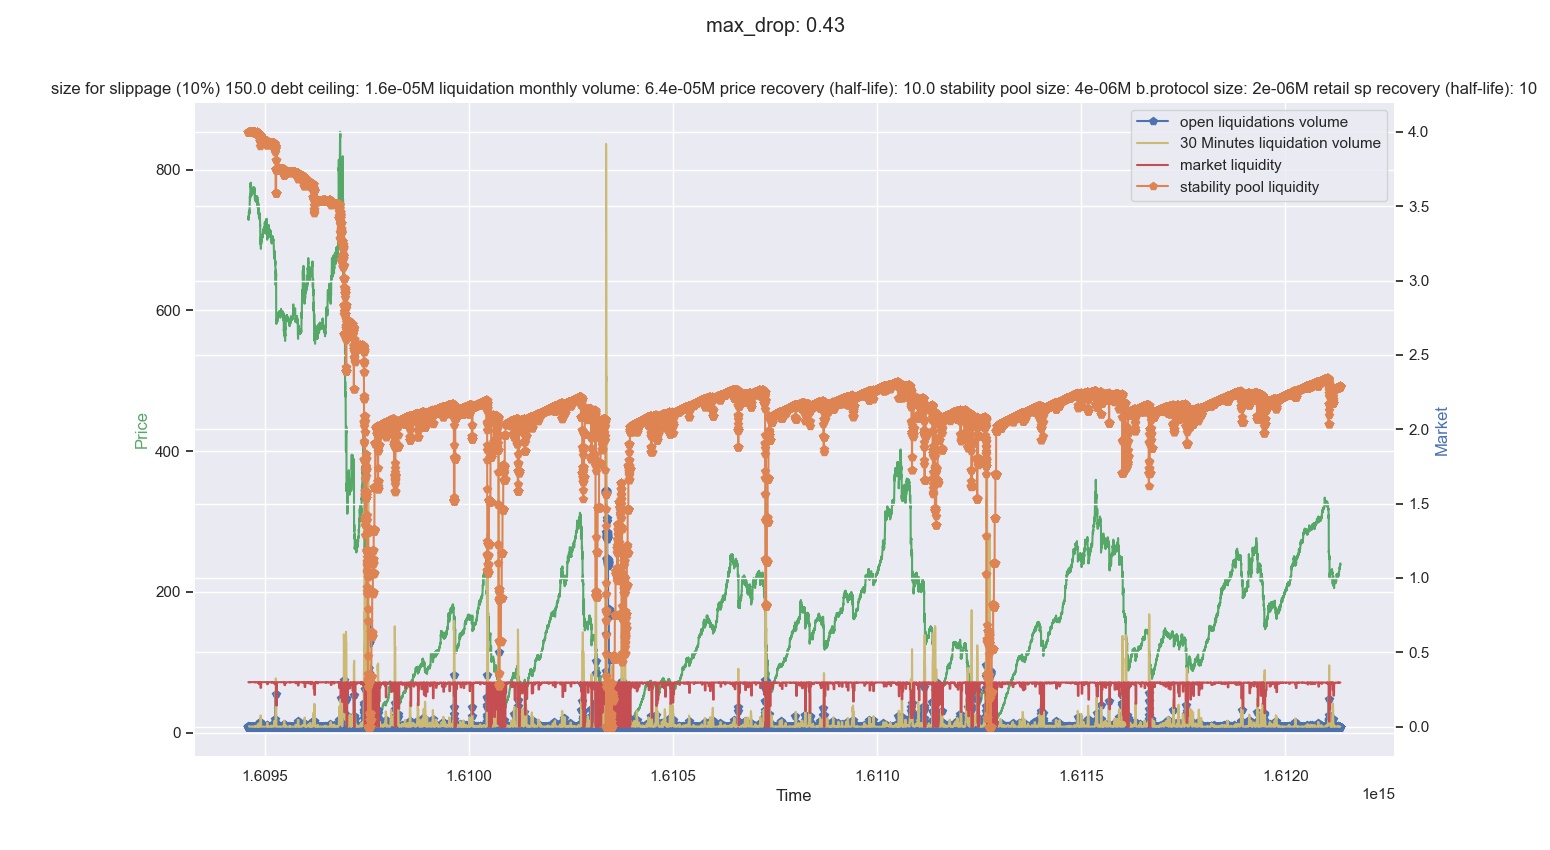 max_drop: 0.43
size for slippage (10%) 150.0 debt ceiling: 1.6e-05M liquidation monthly volume: 6.4e-05M price recovery (half-life): 10.0 stability pool size: 4e-06M b.protocol size: 2e-06M retail sp recovery (half-life): 10
open liquidations volume
30 Minutes liquidation volume
market liquidity
stability pool liquidity
800
600
400
200
0
Price
4.0
3.5
3.0
2.5
2.0
1.5
1.0
0.5
0.0
Market
1.6095 1.6100 1.6105 1.6110 1.6115 1.6120
1e15
Time